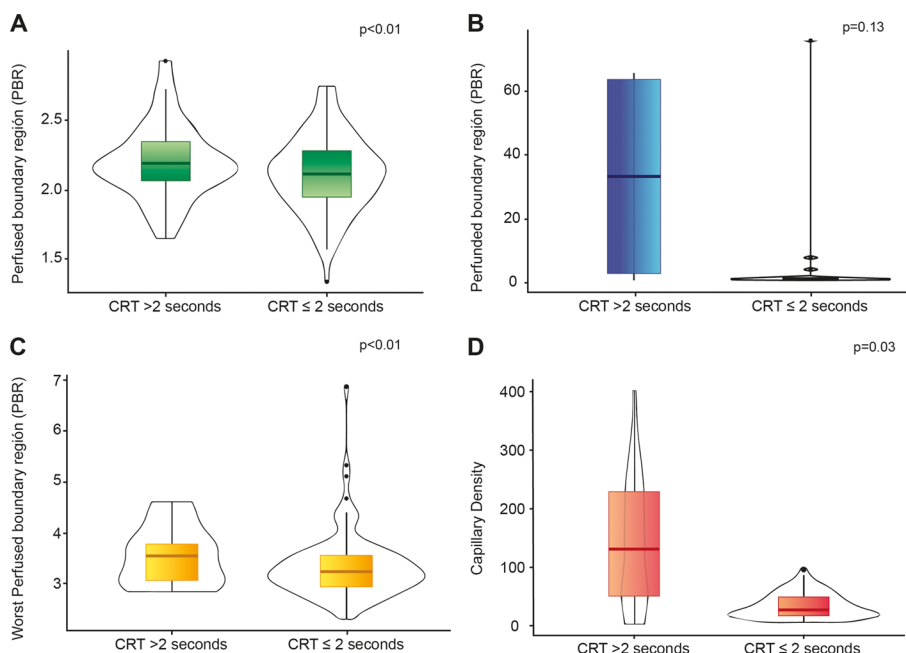 A
p<0.01
Perfused boundary región (PBR)
2.5
2.0
1.5
CRT >2 seconds
CRT ≤ 2 seconds
B
p=0.13
Perfunded boundary región (PBR)
60
40
20
0
CRT >2 seconds
CRT ≤ 2 seconds
C
p<0.01
Worst Perfused boundary región (PBR)
7
6
5
4
3
CRT >2 seconds
CRT ≤ 2 seconds
D
p=0.03
Capillary Density
400
300
200
100
0
CRT >2 seconds
CRT ≤ 2 seconds